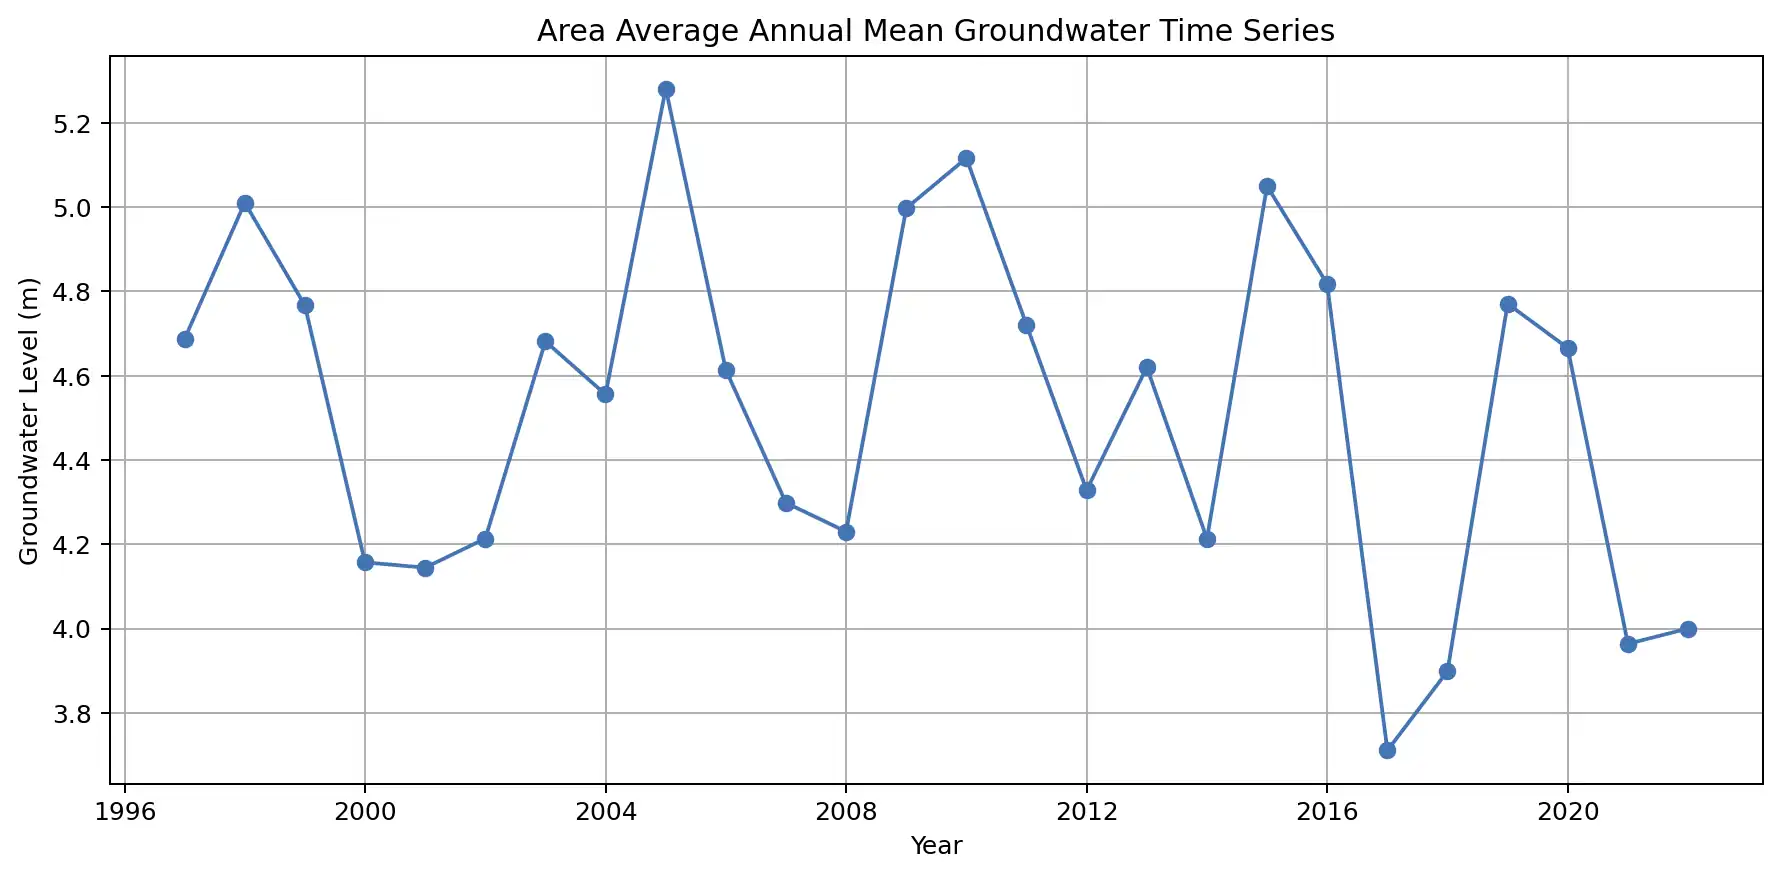 Area Average Annual Mean Groundwater Time Series
Groundwater Level (m)
5.2
5.0
4.8
4.6
4.4
4.2
4.0
3.8
1996 2000 2004 2008 2012 2016 2020
Year